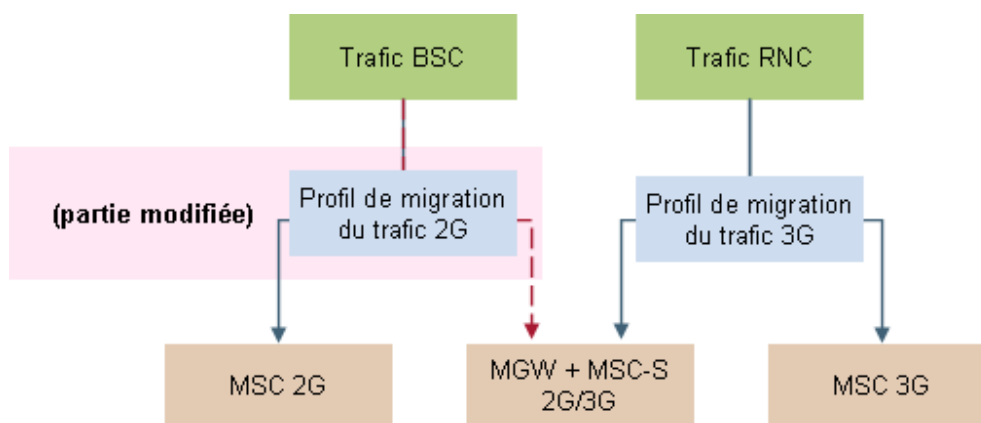 Trafic BSC
Trafic RNC
(partie modifiée)
Profil de migration
du trafic 2G
Profil de migration
du trafic 3G
MSC 2G
MGW + MSC-S
2G/3G
MSC 3G